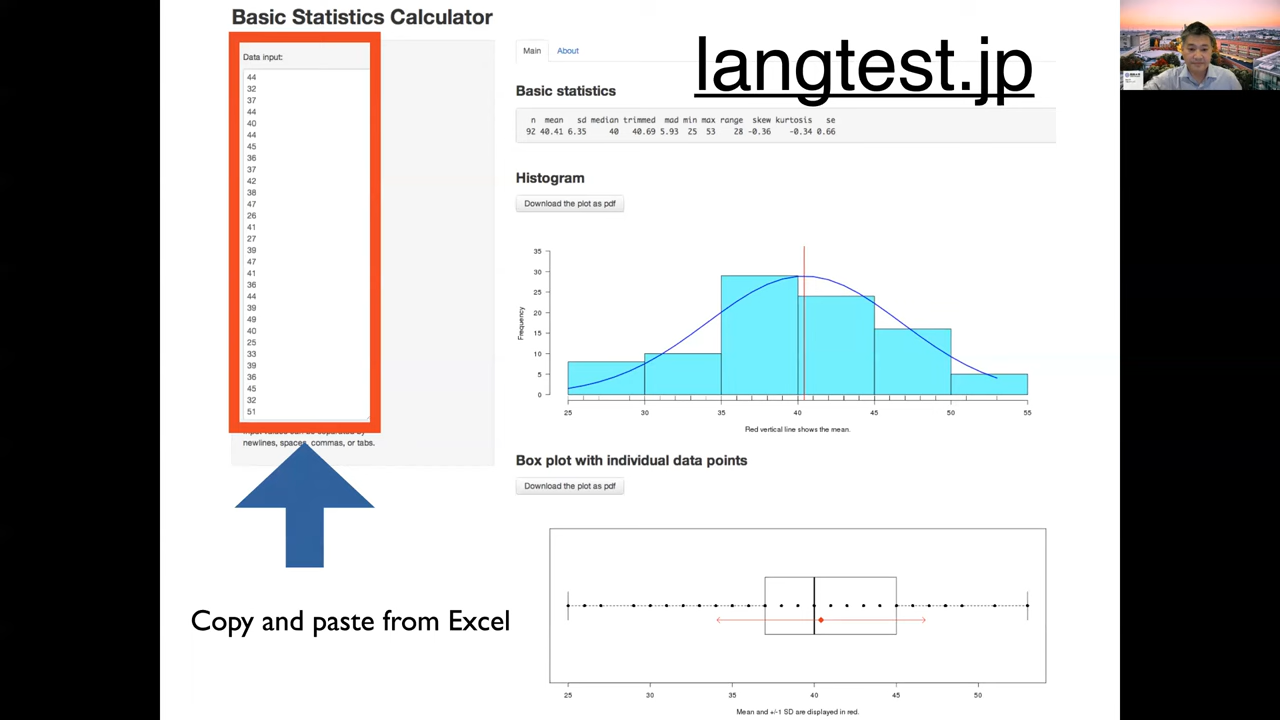 Basic Statistics Calculator
Data input:
44
32
37
44
40
44
45
36
37
42
38
47
26
41
27
39
47
41
36
44
39
49
40
25
33
39
36
45
32
51
newlines, spaces, commas, or tabs.
Copy and paste from Excel
Main About
langtest.jp
Basic statistics
n mean sd median trimmed mad min max range skew kurtosis se
92 40.41 6.35 40 40.69 5.93 25 53 28 -0.36 -0.34 0.66
Histogram
Download the plot as pdf
Frequency
35
30
25
20
15
10
5
0
25 30 35 40 45 50 55
Red vertical line shows the mean.
Box plot with individual data points
Download the plot as pdf
25 30 35 40 45 50
Mean and +/-1 SD are displayed in red.